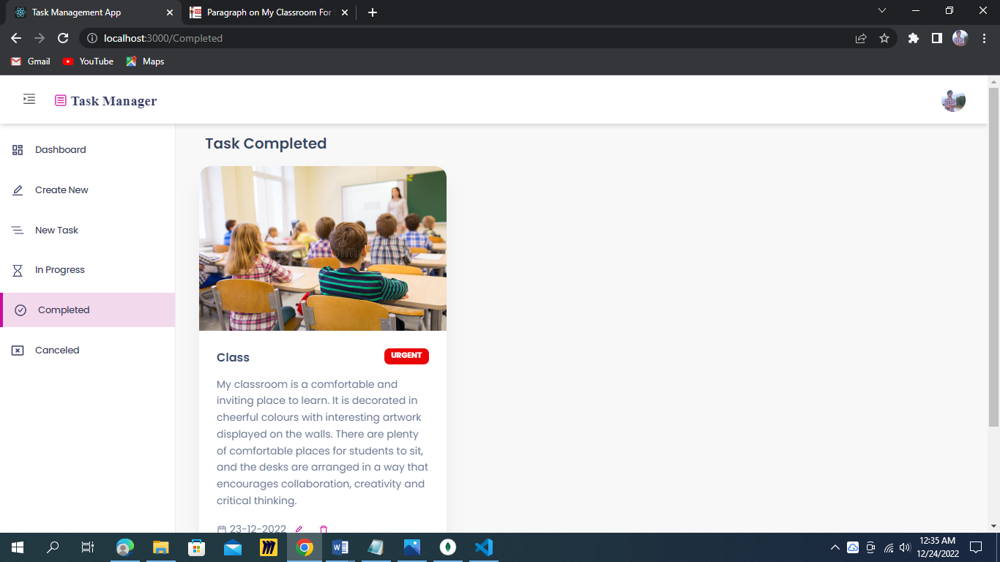 Task Management App
Paragraph on My Classroom For
localhost:3000/Completed
Gmail
YouTube
Maps
Task Manager
Dashboard
Create New
New Task
In Progress
Completed
Canceled
Task Completed
Class
URGENT
My classroom is a comfortable and
inviting place to learn. It is decorated in
cheerful colours with interesting artwork
displayed on the walls. There are plenty
of comfortable places for students to sit,
and the desks are arranged in a way that
encourages collaboration, creativity and
critical thinking.
23-12-2022
12:35 AM
12/24/2022